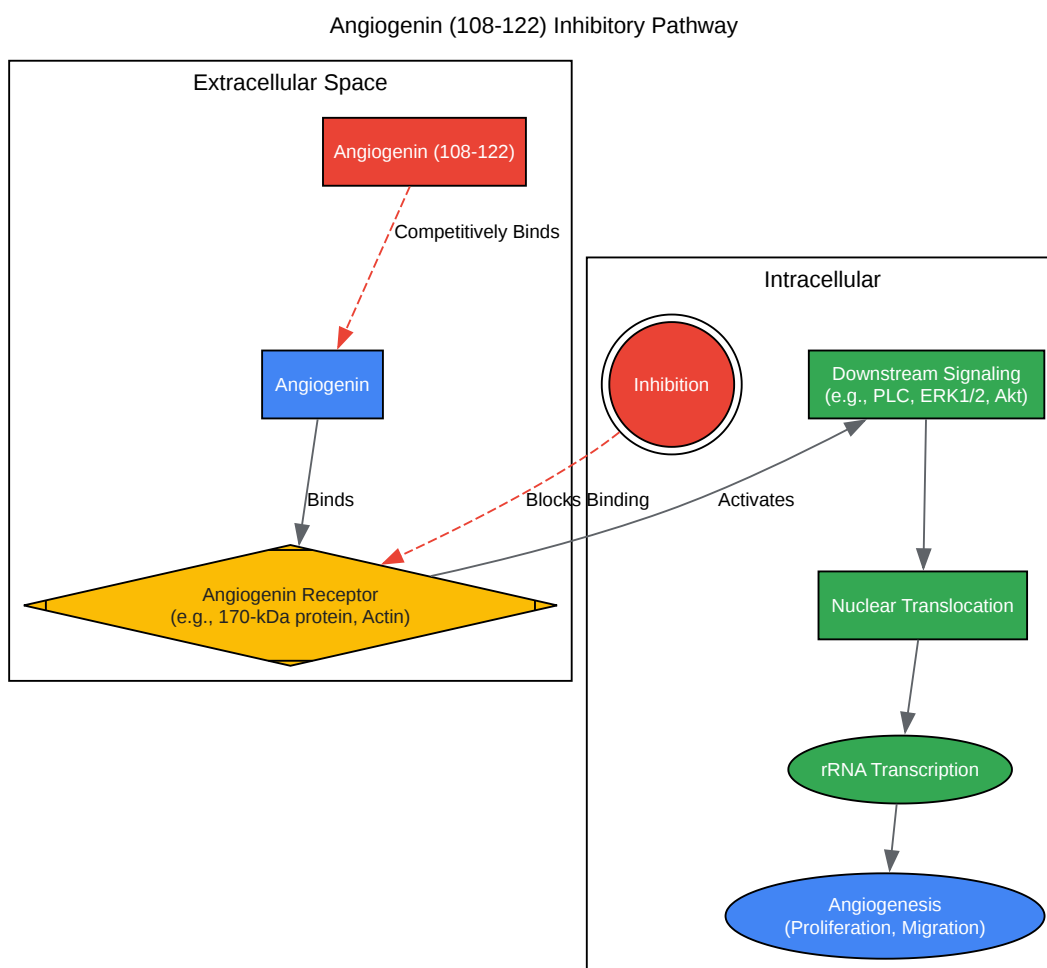 Angiogenin (108-122) Inhibitory Pathway
Extracellular Space
Angiogenin (108-122)
Competitively Binds
Intracellular
Angiogenin
Inhibition
Downstream Signaling
(e.g., PLC, ERK1/2, Akt)
Binds
Blocks Binding
Activates
Angiogenin Receptor
(e.g., 170-kDa protein, Actin)
Nuclear Translocation
rRNA Transcription
Angiogenesis
(Proliferation, Migration)